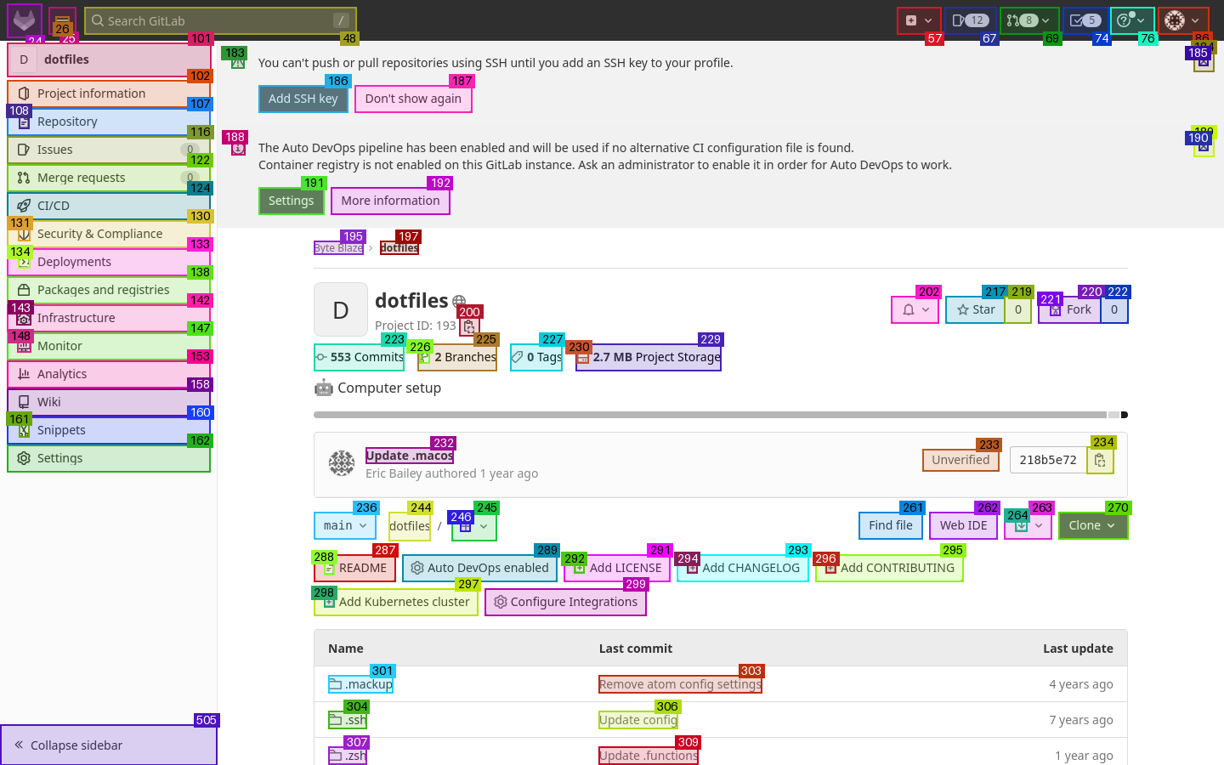 Search GitLab /
12
8
5
24 25 26 48 57 67 69 74 76 86
101
D dotfiles
102
Project information
107
108
Repository
116
Issues 0
122
Merge requests 0
124
CI/CD
130
131
Security & Compliance
133
134
Deployments
138
Packages and registries
142
143
Infrastructure
147
148
Monitor
153
Analytics
158
Wiki
160
161
Snippets
162
Settings
505
Collapse sidebar
183
You can't push or pull repositories using SSH until you add an SSH key to your profile.
185
186 187
Add SSH key Don't show again
188
The Auto DevOps pipeline has been enabled and will be used if no alternative CI configuration file is found.
190
Container registry is not enabled on this GitLab instance. Ask an administrator to enable it in order for Auto DevOps to work.
191 192
Settings More information
195 197
Byte Blaze › dotfiles
D dotfiles
200
Project ID: 193
202 217 219 220 221 222
Star 0 Fork 0
223 225 226 227 229 230
553 Commits 2 Branches 0 Tags 2.7 MB Project Storage
Computer setup
232 233 234
Update .macos
Eric Bailey authored 1 year ago
Unverified 218b5e72
236 244 245 246 261 262 263 264 270
main dotfiles / Find file Web IDE Clone
287 288 289 291 292 293 294 295 296
README Auto DevOps enabled Add LICENSE Add CHANGELOG Add CONTRIBUTING
297 298 299
Add Kubernetes cluster Configure Integrations
Name Last commit Last update
301 303
.mackup Remove atom config settings 4 years ago
304 306
.ssh Update config 7 years ago
307 309
.zsh Update .functions 1 year ago